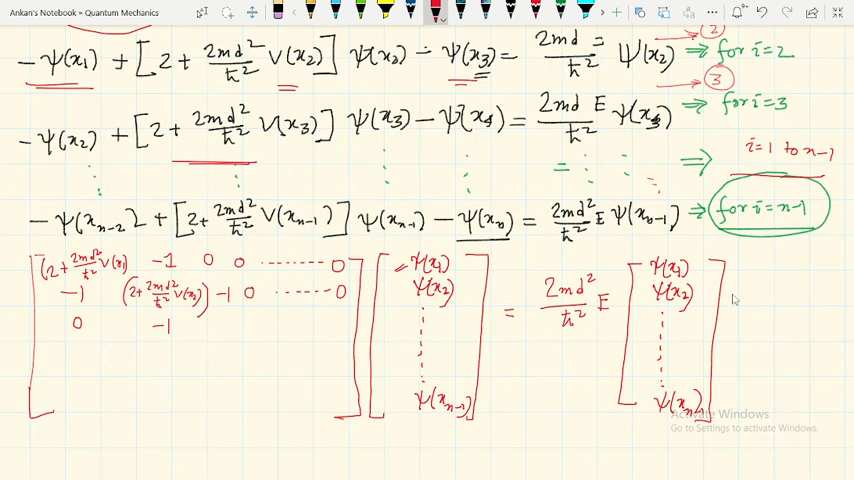 Ankan's Notebook » Quantum Mechanics
2
-Ψ(x₁) + [2 + 2md²/ħ² V(x₂)] Ψ(x₂) - Ψ(x₃) = 2md²/ħ² Ψ(x₂) ⇒ for i=2
3
-Ψ(x₂) + [2 + 2md²/ħ² V(x₃)] Ψ(x₃) - Ψ(x₄) = 2md E/ħ² Ψ(x₃) ⇒ for i=3
⇒ i=1 to n-1
-Ψ(xₙ₋₂) + [2 + 2md²/ħ² V(xₙ₋₁)] Ψ(xₙ₋₁) - Ψ(xₙ) = 2md²/ħ² E Ψ(xₙ₋₁) ⇒ for i=n-1
(2 + 2md²/ħ² V(x₁) -1 0 0 ........ 0 Ψ(x₁) Ψ(x₁)
-1 (2 + 2md²/ħ² V(x₂)) -1 0 ........ 0 Ψ(x₂) = 2md²/ħ² E Ψ(x₂)
0 -1
Ψ(xₙ₋₁) Ψ(xₙ)
Activate Windows
Go to Settings to activate Windows.